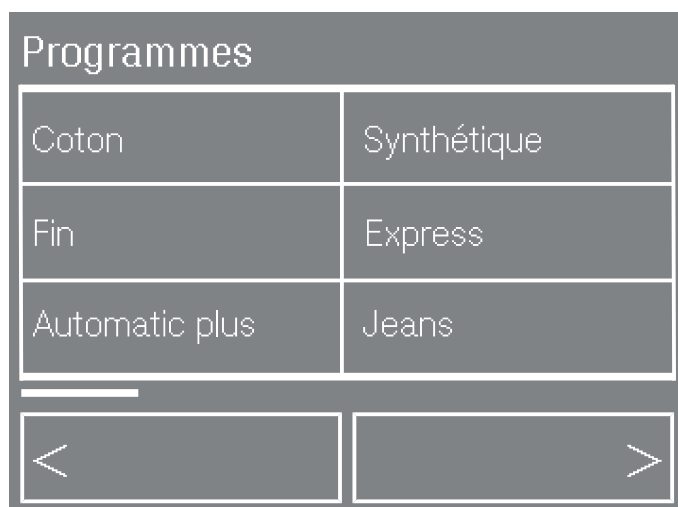 Programmes
Coton Synthétique
Fin Express
Automatic plus Jeans
< >